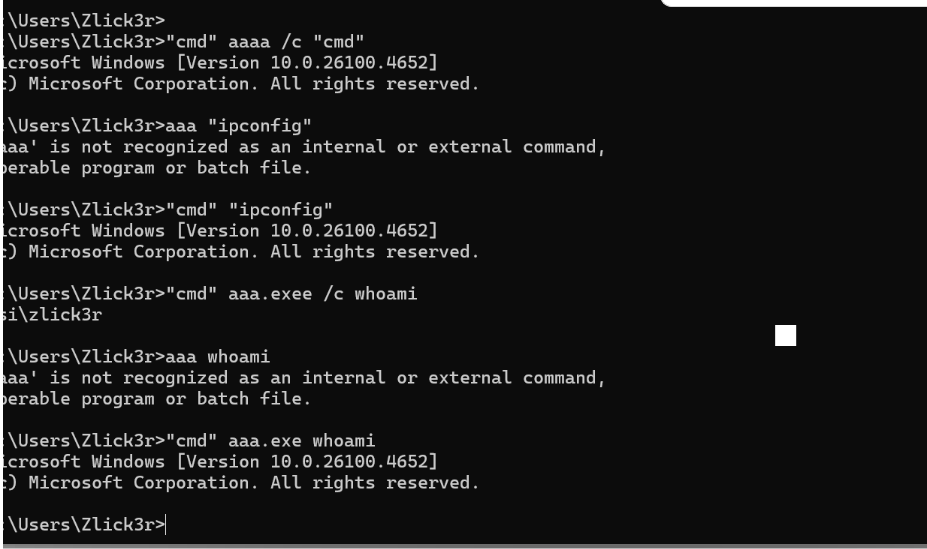 :\Users\Zlick3r>
:\Users\Zlick3r>"cmd" aaaa /c "cmd"
icrosoft Windows [Version 10.0.26100.4652]
c) Microsoft Corporation. All rights reserved.
:\Users\Zlick3r>aaa "ipconfig"
aaa' is not recognized as an internal or external command,
perable program or batch file.
:\Users\Zlick3r>"cmd" "ipconfig"
icrosoft Windows [Version 10.0.26100.4652]
c) Microsoft Corporation. All rights reserved.
:\Users\Zlick3r>"cmd" aaa.exee /c whoami
si\zlick3r
:\Users\Zlick3r>aaa whoami
aaa' is not recognized as an internal or external command,
perable program or batch file.
:\Users\Zlick3r>"cmd" aaa.exe whoami
icrosoft Windows [Version 10.0.26100.4652]
c) Microsoft Corporation. All rights reserved.
:\Users\Zlick3r>